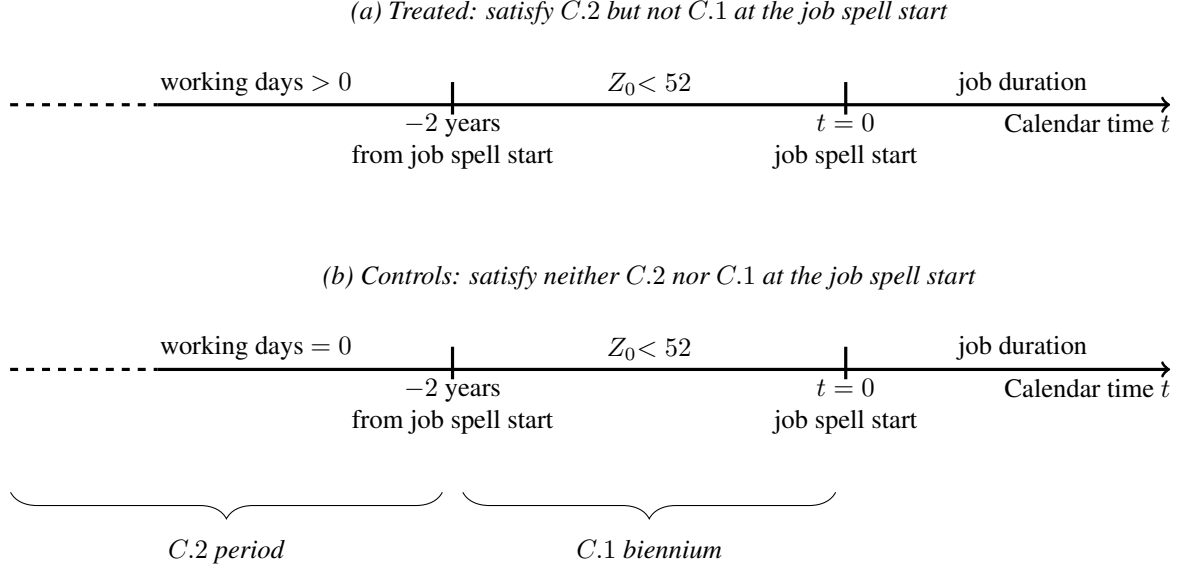 (a) Treated: satisfy C.2 but not C.1 at the job spell start
working days > 0 Z₀< 52 job duration
−2 years t = 0 Calendar time t
from job spell start job spell start
(b) Controls: satisfy neither C.2 nor C.1 at the job spell start
working days = 0 Z₀< 52 job duration
−2 years t = 0 Calendar time t
from job spell start job spell start
C.2 period C.1 biennium